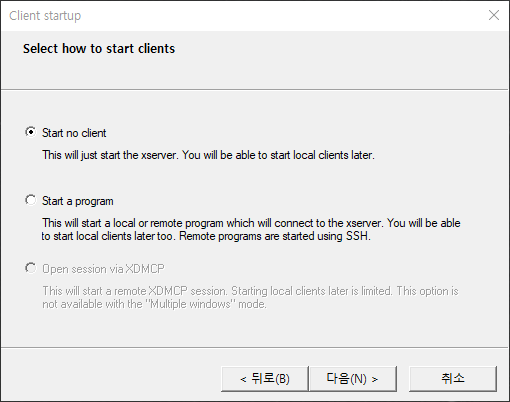 Client startup
Select how to start clients
Start no client
This will just start the xserver. You will be able to start local clients later.
Start a program
This will start a local or remote program which will connect to the xserver. You will be able
to start local clients later too. Remote programs are started using SSH.
Open session via XDMCP
This will start a remote XDMCP session. Starting local clients later is limited. This option is
not available with the "Multiple windows" mode.
< 뒤로(B) 다음(N) > 취소